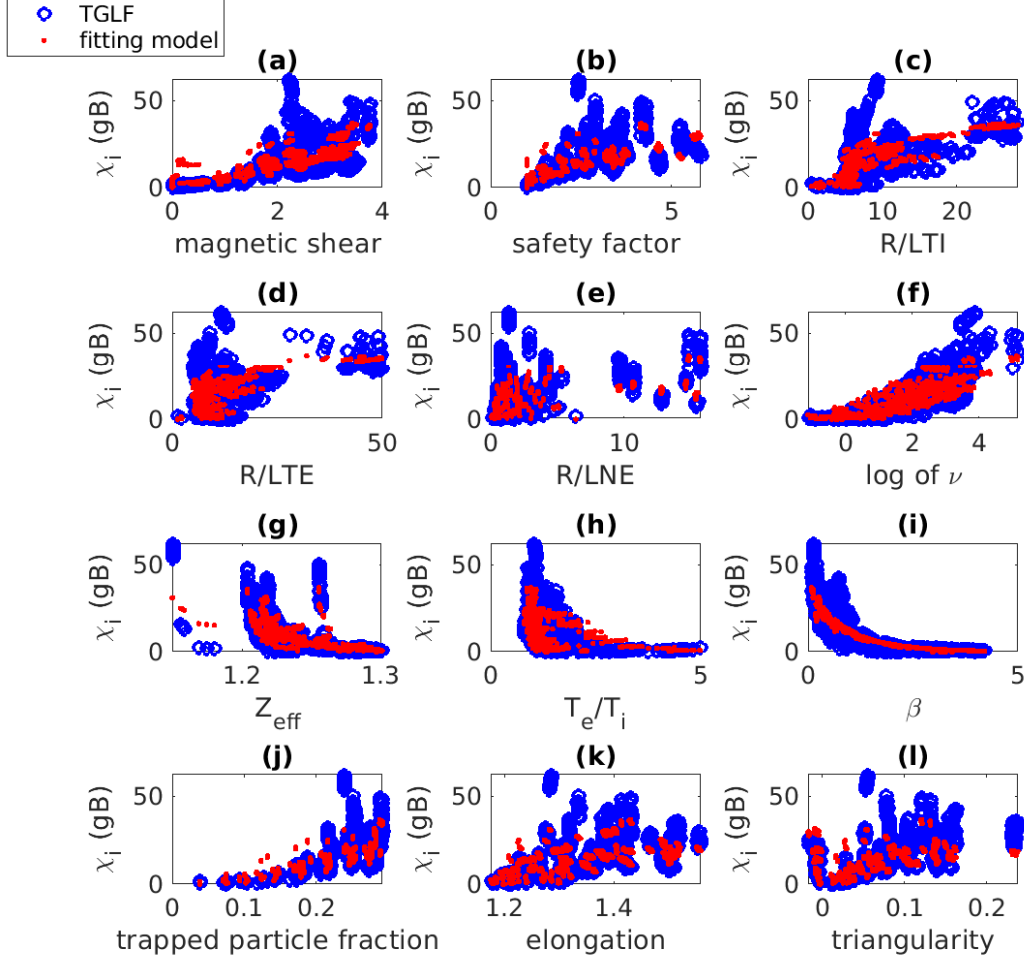 TGLF
fitting model
(a)
χi (gB)
50
0
0
2
4
magnetic shear
(b)
χi (gB)
50
0
0
5
safety factor
(c)
χi (gB)
50
0
0
10
20
R/LTI
(d)
χi (gB)
50
0
0
50
R/LTE
(e)
χi (gB)
50
0
0
10
R/LNE
(f)
χi (gB)
50
0
0
2
4
log of ν
(g)
χi (gB)
50
0
1.2
1.3
Zeff
(h)
χi (gB)
50
0
0
5
Te/Ti
(i)
χi (gB)
50
0
0
5
β
(j)
χi (gB)
50
0
0
0.1
0.2
trapped particle fraction
(k)
χi (gB)
50
0
1.2
1.4
elongation
(l)
χi (gB)
50
0
0
0.1
0.2
triangularity